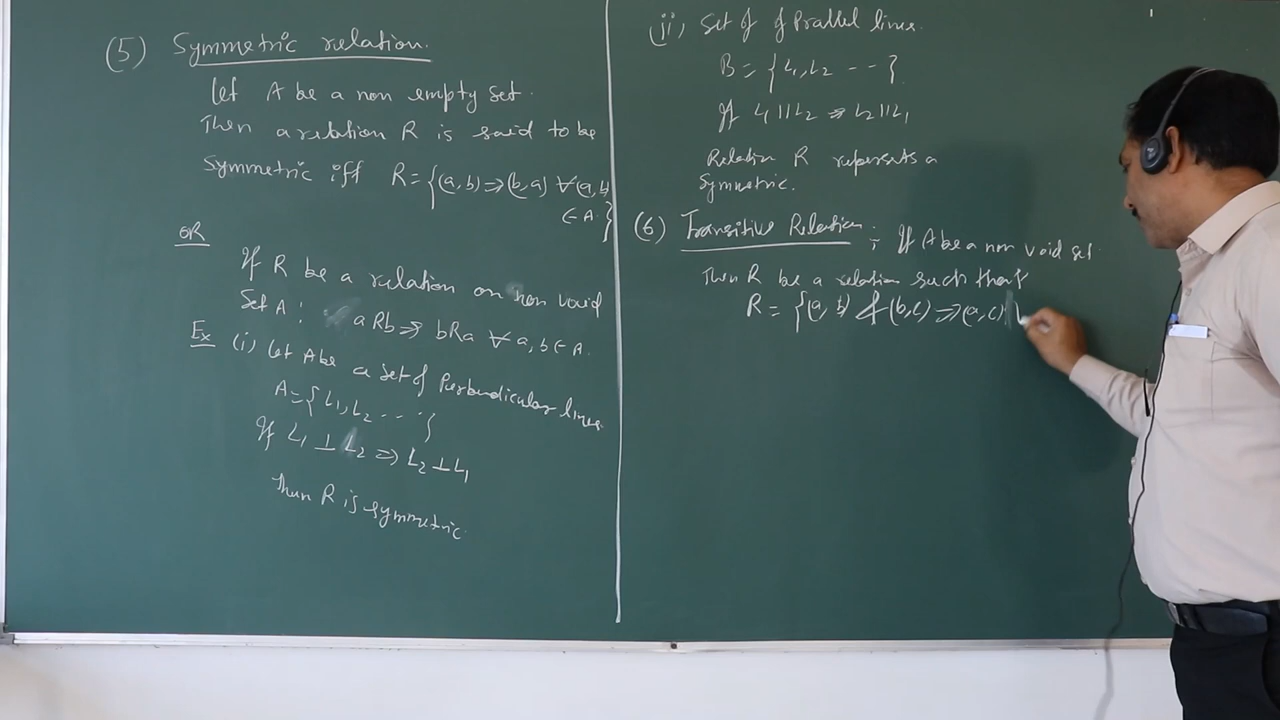 (5) Symmetric relation.
Let A be a non empty set.
Then a relation R is said to be
Symmetric iff R = {(a, b) ⇒ (b, a) ∀ (a, b)
∈ A.}
OR
If R be a relation on non void
Set A : aRb ⇒ bRa ∀ a, b ∈ A.
Ex (i) Let A be a set of Perbendicular lines.
A = {L₁, L₂ ... }
If L₁ ⊥ L₂ ⇒ L₂ ⊥ L₁
Then R is symmetric.
(ii) Set of of Parallel lines.
B = {L₁, L₂ -- }
If L₁ || L₂ ⇒ L₂ || L₁
Relation R represents a
Symmetric.
(6) Transitive Relation : If A be a non void set
Then R be a relation such that
R = {(a, b) & (b, c) ⇒ (a, c)